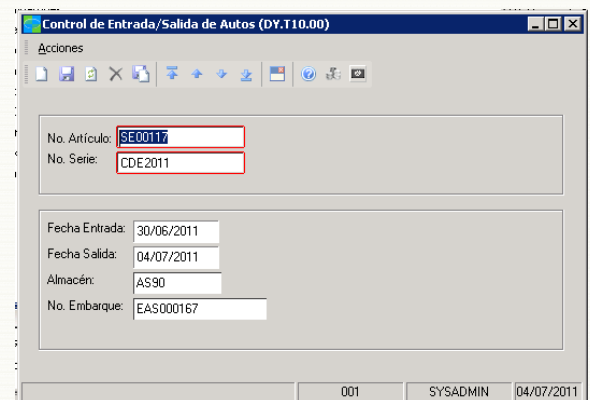 Control de Entrada/Salida de Autos (DY.T10.00)
Acciones
No. Artículo: SE00117
No. Serie: CDE2011
Fecha Entrada: 30/06/2011
Fecha Salida: 04/07/2011
Almacén: AS90
No. Embarque: EAS000167
001 SYSADMIN 04/07/2011